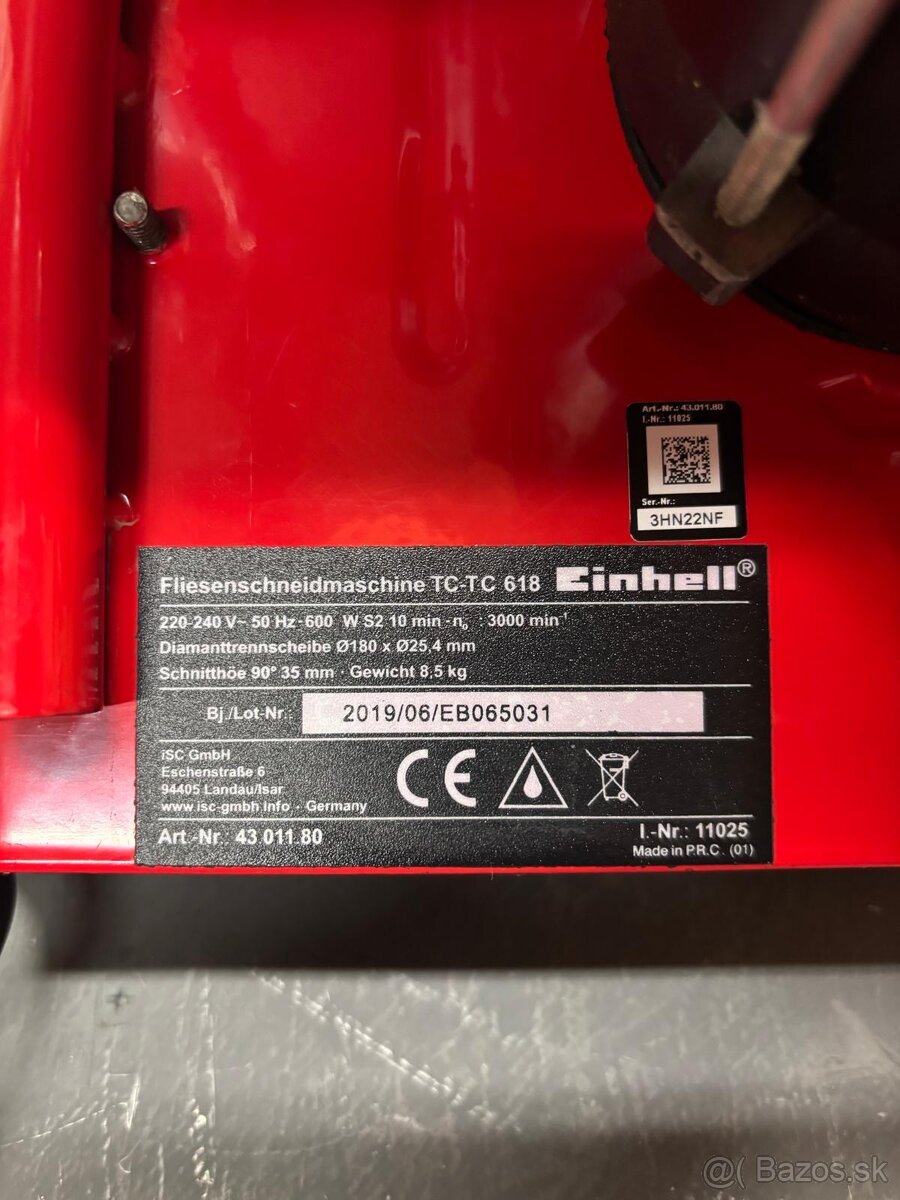 Art.-Nr.: 43.011.80
I.-Nr.: 11025
Ser.-Nr.:
3HN22NF
Fliesenschneidmaschine TC-TC 618 Einhell®
220-240 V~ 50 Hz · 600 W S2 10 min · n₀ : 3000 min⁻¹
Diamanttrennscheibe Ø180 x Ø25,4 mm
Schnitthöhe 90° 35 mm · Gewicht 8,5 kg
Bj./Lot-Nr.: 2019/06/EB065031
iSC GmbH
Eschenstraße 6
94405 Landau/Isar
www.isc-gmbh.info · Germany
CE
Art.-Nr. 43.011.80 I.-Nr.: 11025
Made in P.R.C. (01)
@( Bazos.sk